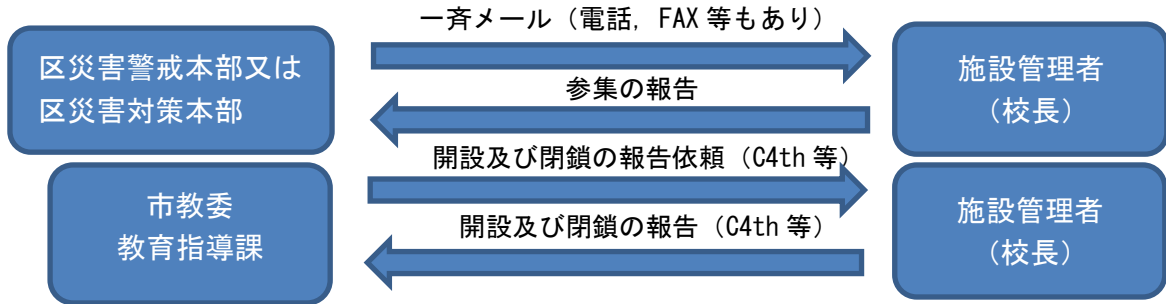 一斉メール（電話，FAX 等もあり）
区災害警戒本部又は
区災害対策本部
施設管理者
（校長）
参集の報告
開設及び閉鎖の報告依頼（C4th 等）
市教委
教育指導課
施設管理者
（校長）
開設及び閉鎖の報告（C4th 等）